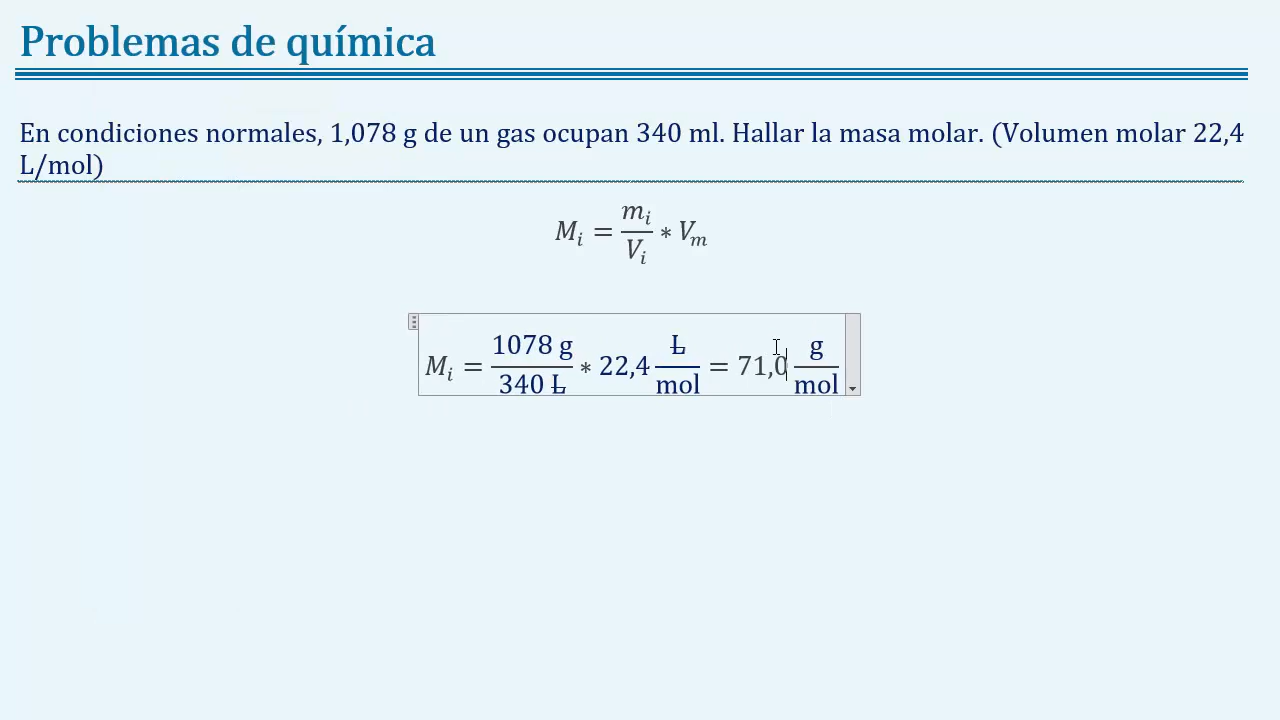 Problemas de química
En condiciones normales, 1,078 g de un gas ocupan 340 ml. Hallar la masa molar. (Volumen molar 22,4
L/mol)
M_i = m_i/V_i * V_m
M_i = 1078 g/340 L * 22,4 L/mol = 71,0 g/mol